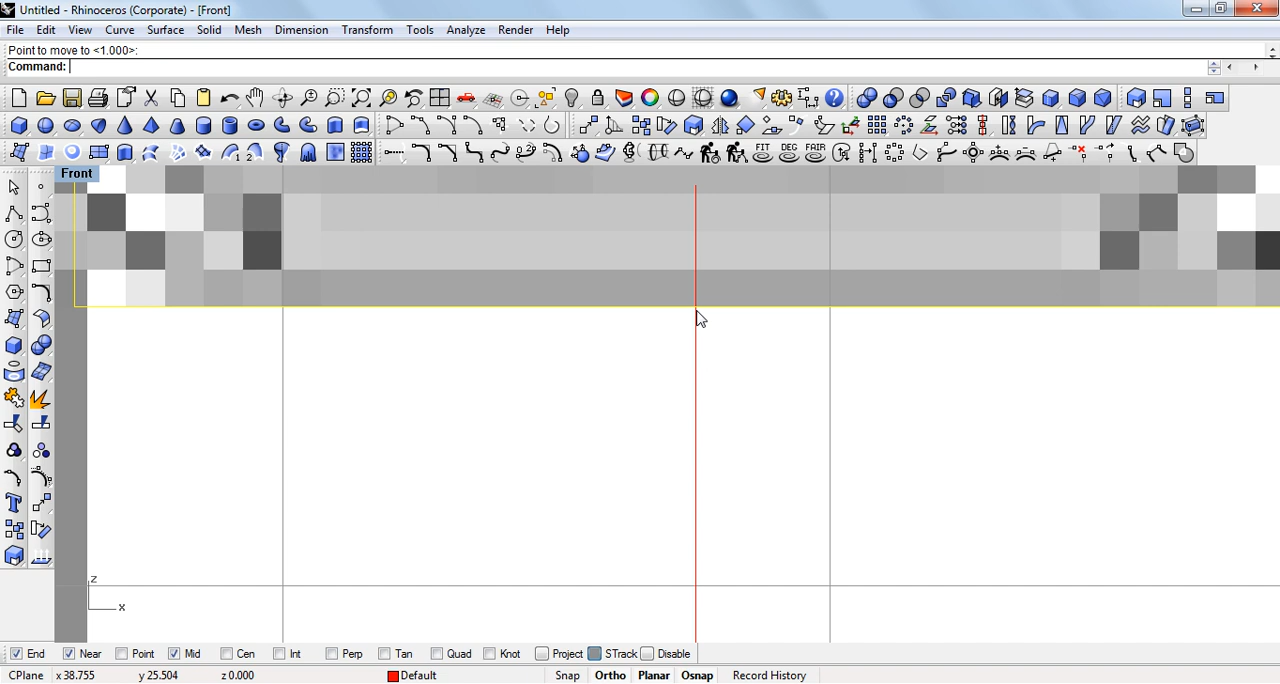 Untitled - Rhinoceros (Corporate) - [Front]
File Edit View Curve Surface Solid Mesh Dimension Transform Tools Analyze Render Help
Point to move to <1.000>:
Command:
FIT DEG FAIR
Front
z
x
End Near Point Mid Cen Int Perp Tan Quad Knot Project STrack Disable
CPlane x 38.755 y 25.504 z 0.000 Default Snap Ortho Planar Osnap Record History